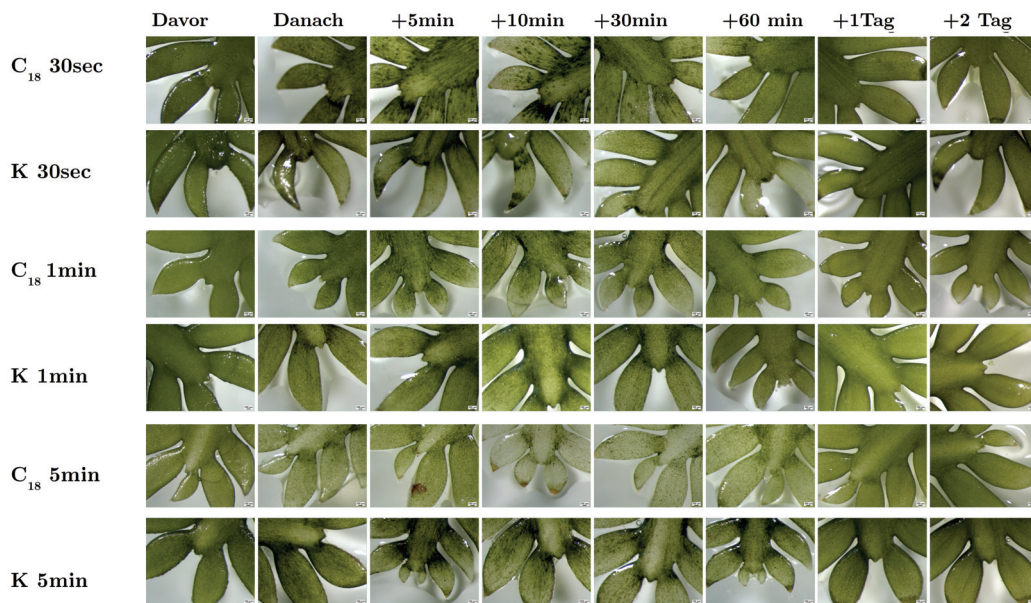 Davor Danach +5min +10min +30min +60 min +1Tag +2 Tag
C₁₈ 30sec
K 30sec
C₁₈ 1min
K 1min
C₁₈ 5min
K 5min